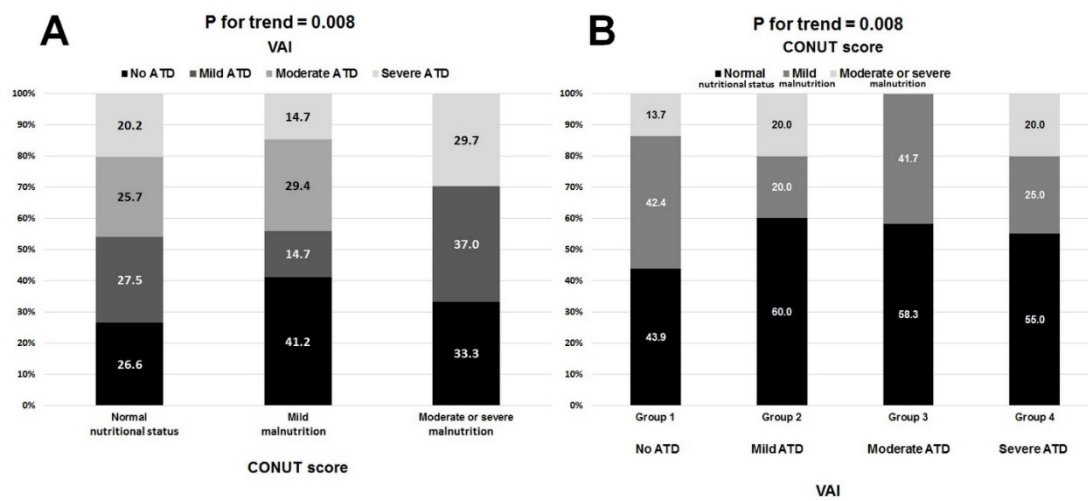 A
P for trend = 0.008
VAI
No ATD Mild ATD Moderate ATD Severe ATD
100%
90%
80%
70%
60%
50%
40%
30%
20%
10%
0%
20.2
25.7
27.5
26.6
14.7
29.4
14.7
41.2
29.7
37.0
33.3
Normal
nutritional status
Mild
malnutrition
Moderate or severe
malnutrition
CONUT score
B
P for trend = 0.008
CONUT score
Normal Mild Moderate or severe
nutritional status malnutrition malnutrition
100%
90%
80%
70%
60%
50%
40%
30%
20%
10%
0%
13.7
42.4
43.9
20.0
20.0
60.0
41.7
58.3
20.0
25.0
55.0
Group 1 Group 2 Group 3 Group 4
No ATD Mild ATD Moderate ATD Severe ATD
VAI